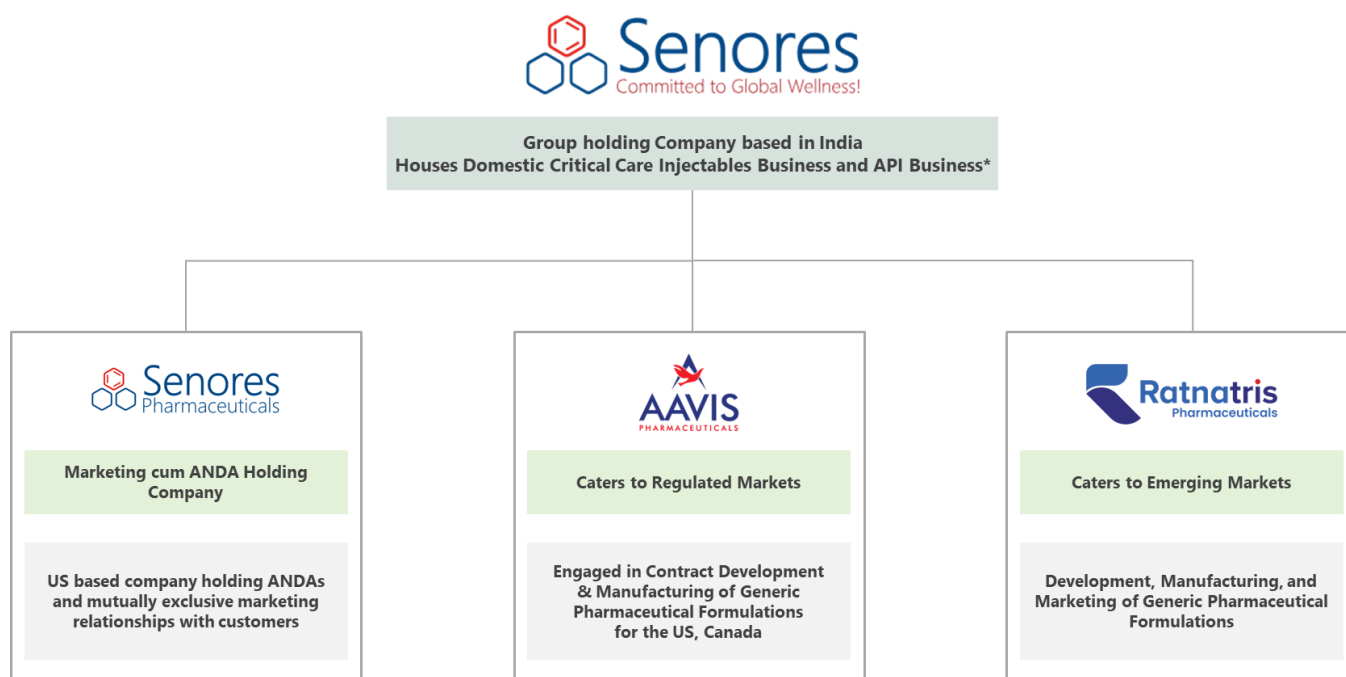 Senores
Committed to Global Wellness!
Group holding Company based in India
Houses Domestic Critical Care Injectables Business and API Business*
Senores
Pharmaceuticals
Marketing cum ANDA Holding
Company
US based company holding ANDAs
and mutually exclusive marketing
relationships with customers
AAVIS
PHARMACEUTICALS
Caters to Regulated Markets
Engaged in Contract Development
& Manufacturing of Generic
Pharmaceutical Formulations
for the US, Canada
Ratnatris
Pharmaceuticals
Caters to Emerging Markets
Development, Manufacturing, and
Marketing of Generic Pharmaceutical
Formulations